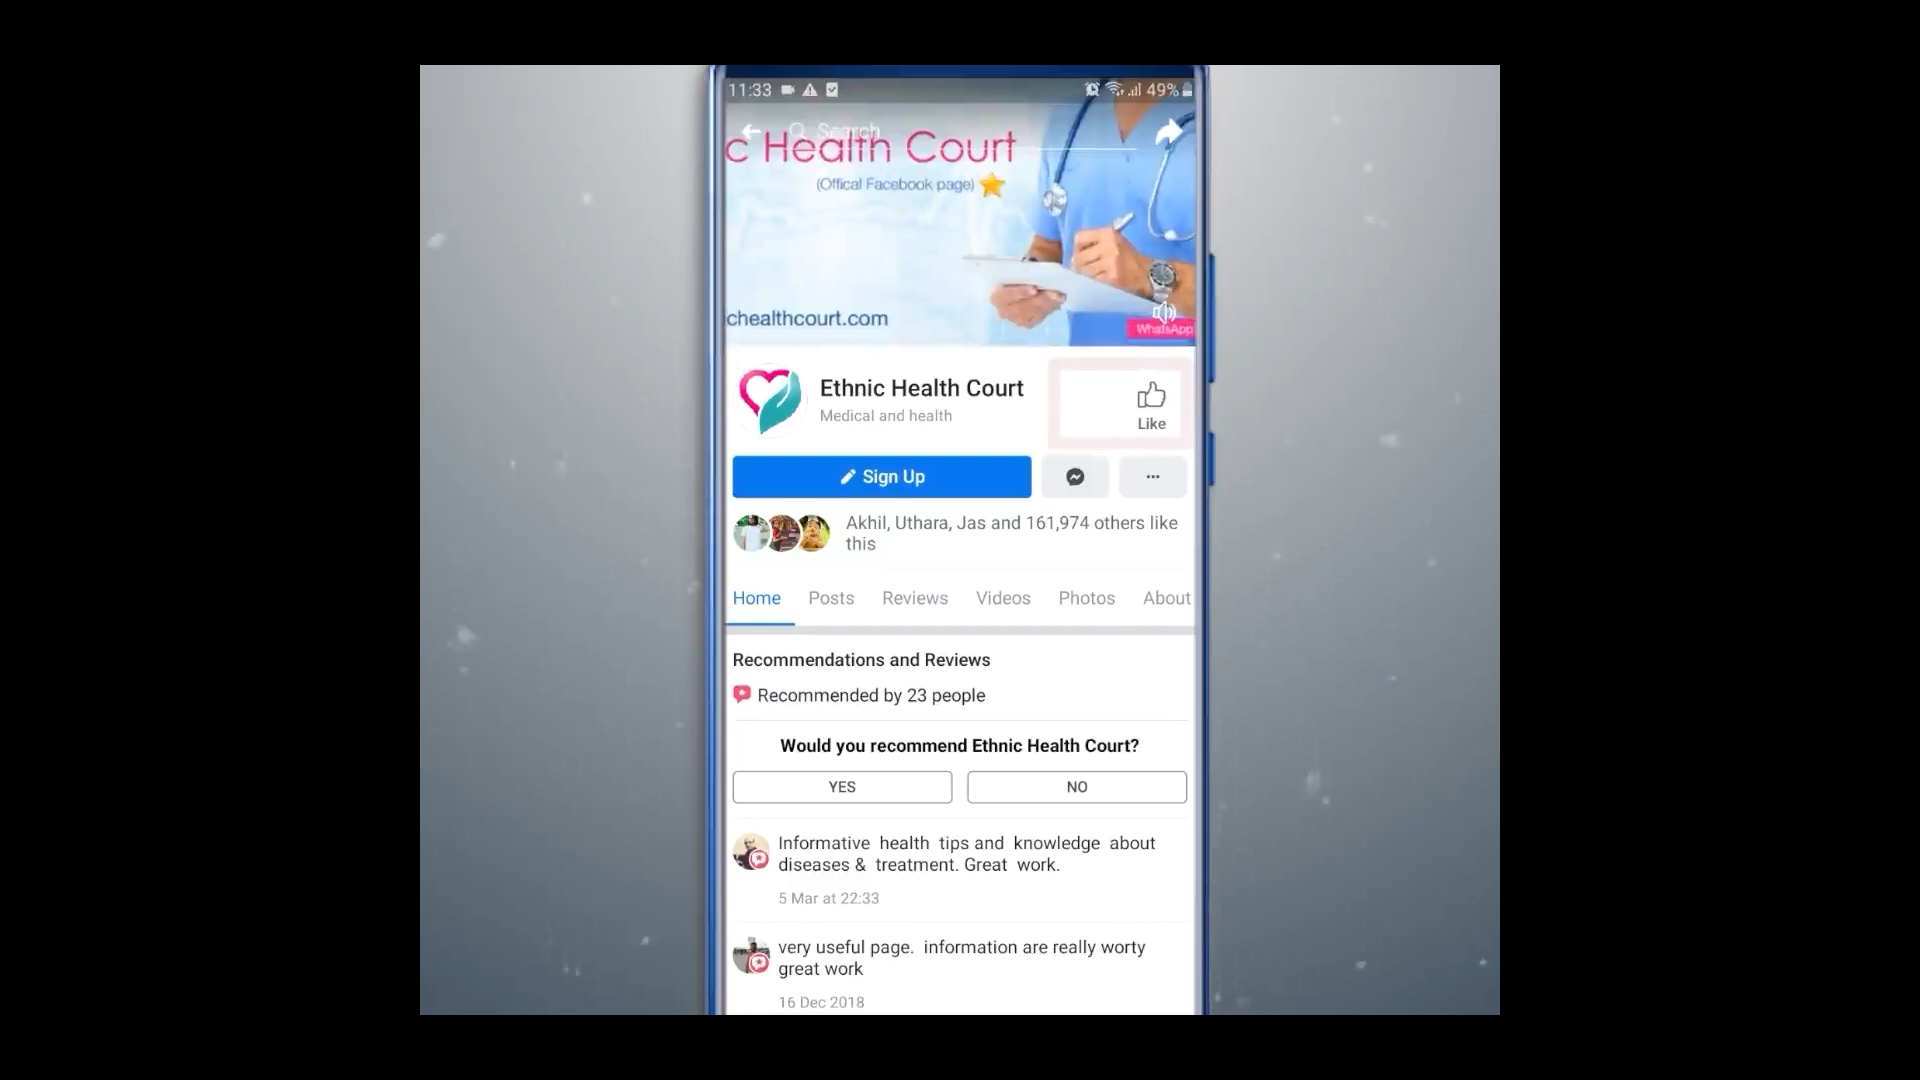 11:33
49%
Search
c Health Court
(Offical Facebook page)
chealthcourt.com
WhatsApp
Ethnic Health Court
Medical and health
Like
Sign Up
Akhil, Uthara, Jas and 161,974 others like
this
Home Posts Reviews Videos Photos About
Recommendations and Reviews
Recommended by 23 people
Would you recommend Ethnic Health Court?
YES NO
Informative health tips and knowledge about
diseases & treatment. Great work.
5 Mar at 22:33
very useful page. information are really worty
great work
16 Dec 2018